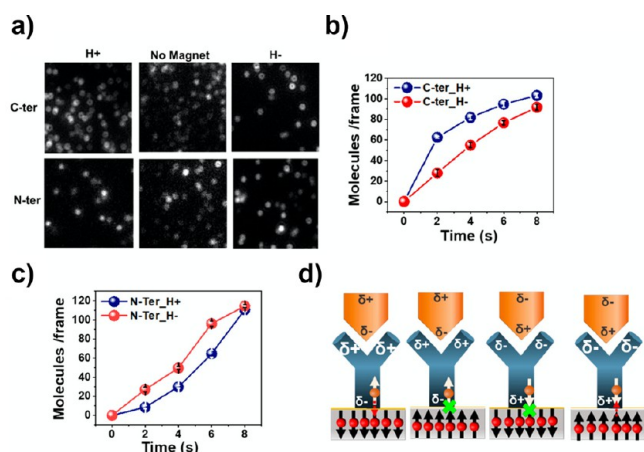 a)
H+ No Magnet H-
C-ter
N-ter
b)
Molecules /frame
120
100
80
60
40
20
0
C-ter_H+
C-ter_H-
0 2 4 6 8
Time (s)
c)
Molecules/frame
120
100
80
60
40
20
0
N-Ter_H+
N-Ter_H-
0 2 4 6 8
Time (s)
d)
δ+ δ+ δ- δ-
δ- δ- δ+ δ+
δ+ δ+ δ+ δ+ δ- δ- δ- δ-
δ- δ- δ+ δ+